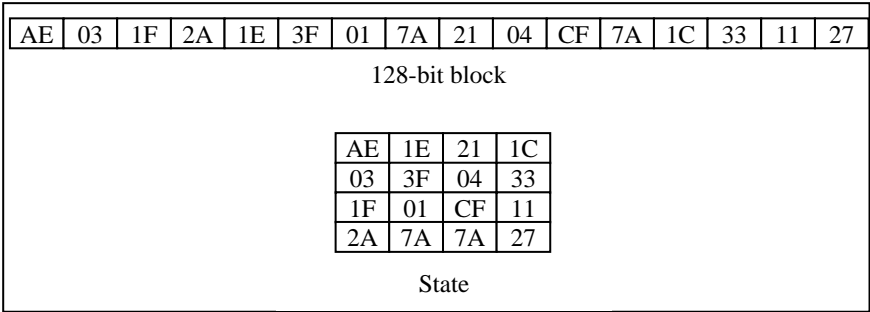 AE 03 1F 2A 1E 3F 01 7A 21 04 CF 7A 1C 33 11 27
128-bit block
AE 1E 21 1C
03 3F 04 33
1F 01 CF 11
2A 7A 7A 27
State